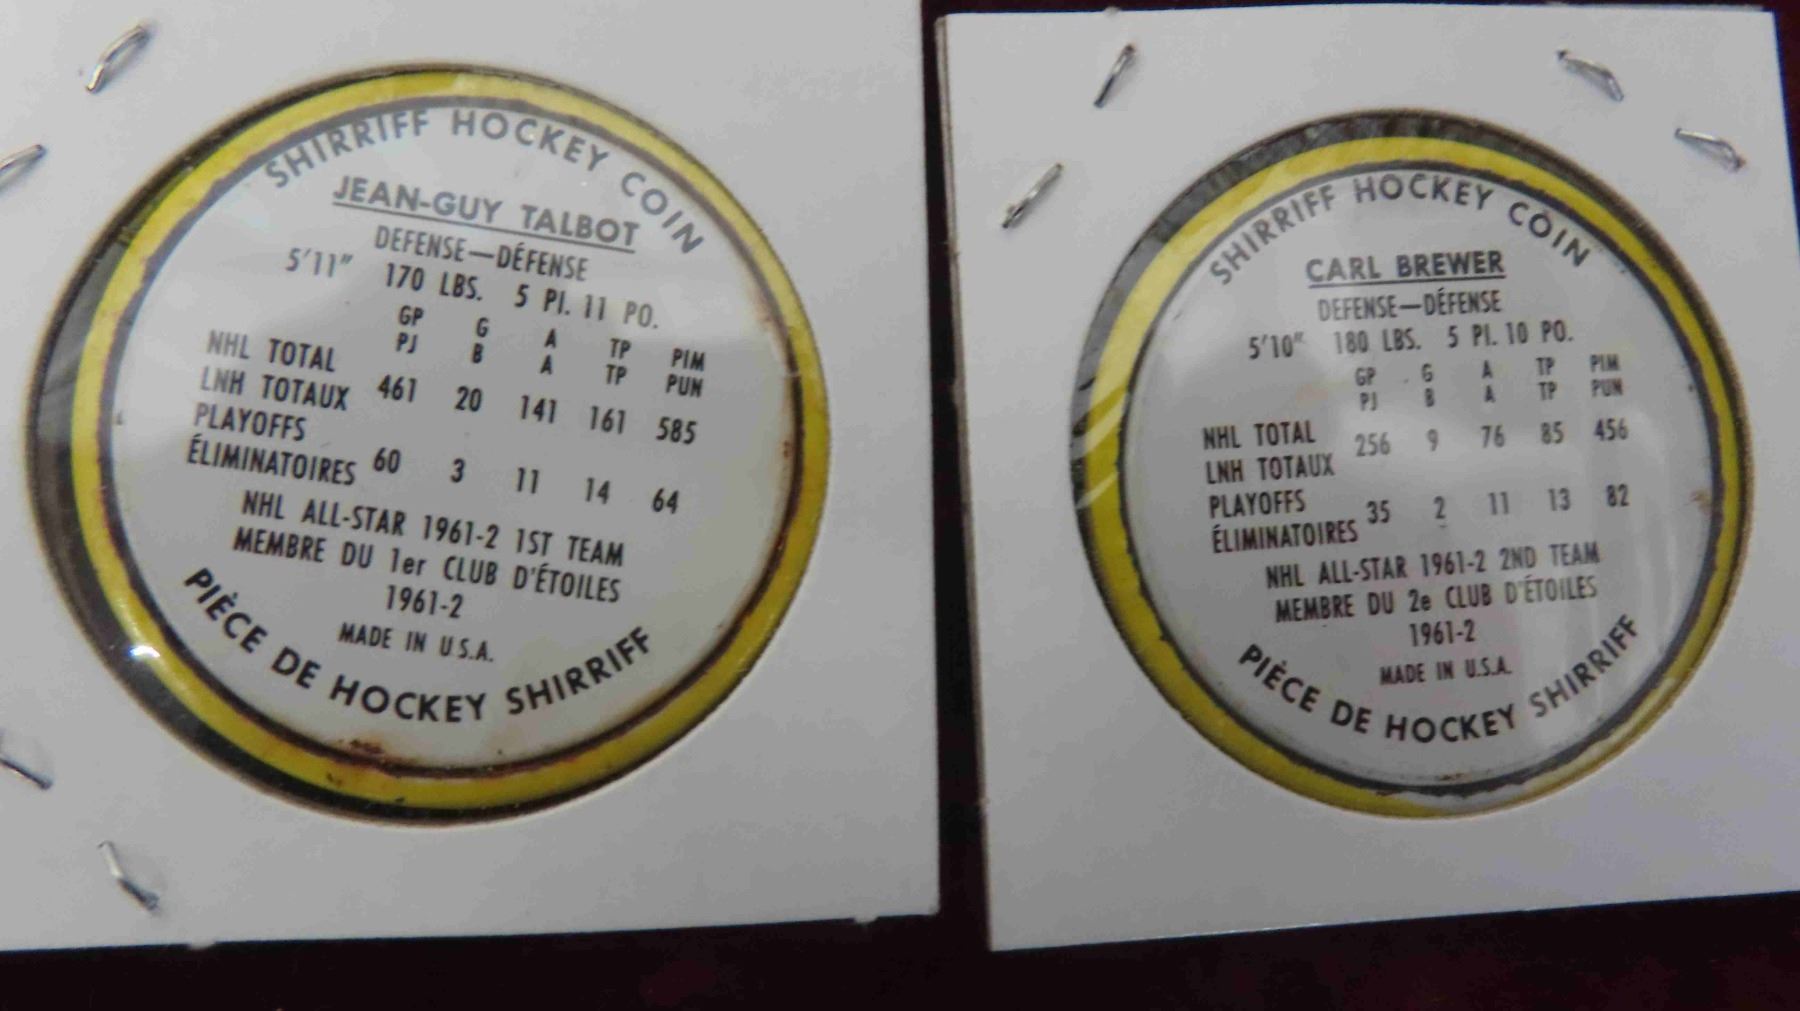 SHIRRIFF HOCKEY COIN
JEAN-GUY TALBOT
DEFENSE—DÉFENSE
5'11" 170 LBS. 5 PI. 11 PO.
GP G A TP PIM
PJ B A TP PUN
NHL TOTAL
LNH TOTAUX 461 20 141 161 585
PLAYOFFS
ÉLIMINATOIRES 60 3 11 14 64
NHL ALL-STAR 1961-2 1ST TEAM
MEMBRE DU 1er CLUB D'ÉTOILES
1961-2
MADE IN U.S.A.
PIÈCE DE HOCKEY SHIRRIFF
SHIRRIFF HOCKEY COIN
CARL BREWER
DEFENSE—DÉFENSE
5'10" 180 LBS. 5 PI. 10 PO.
GP G A TP PIM
PJ B A TP PUN
NHL TOTAL
LNH TOTAUX 256 9 76 85 456
PLAYOFFS
ÉLIMINATOIRES 35 2 11 13 82
NHL ALL-STAR 1961-2 2ND TEAM
MEMBRE DU 2e CLUB D'ÉTOILES
1961-2
MADE IN U.S.A.
PIÈCE DE HOCKEY SHIRRIFF